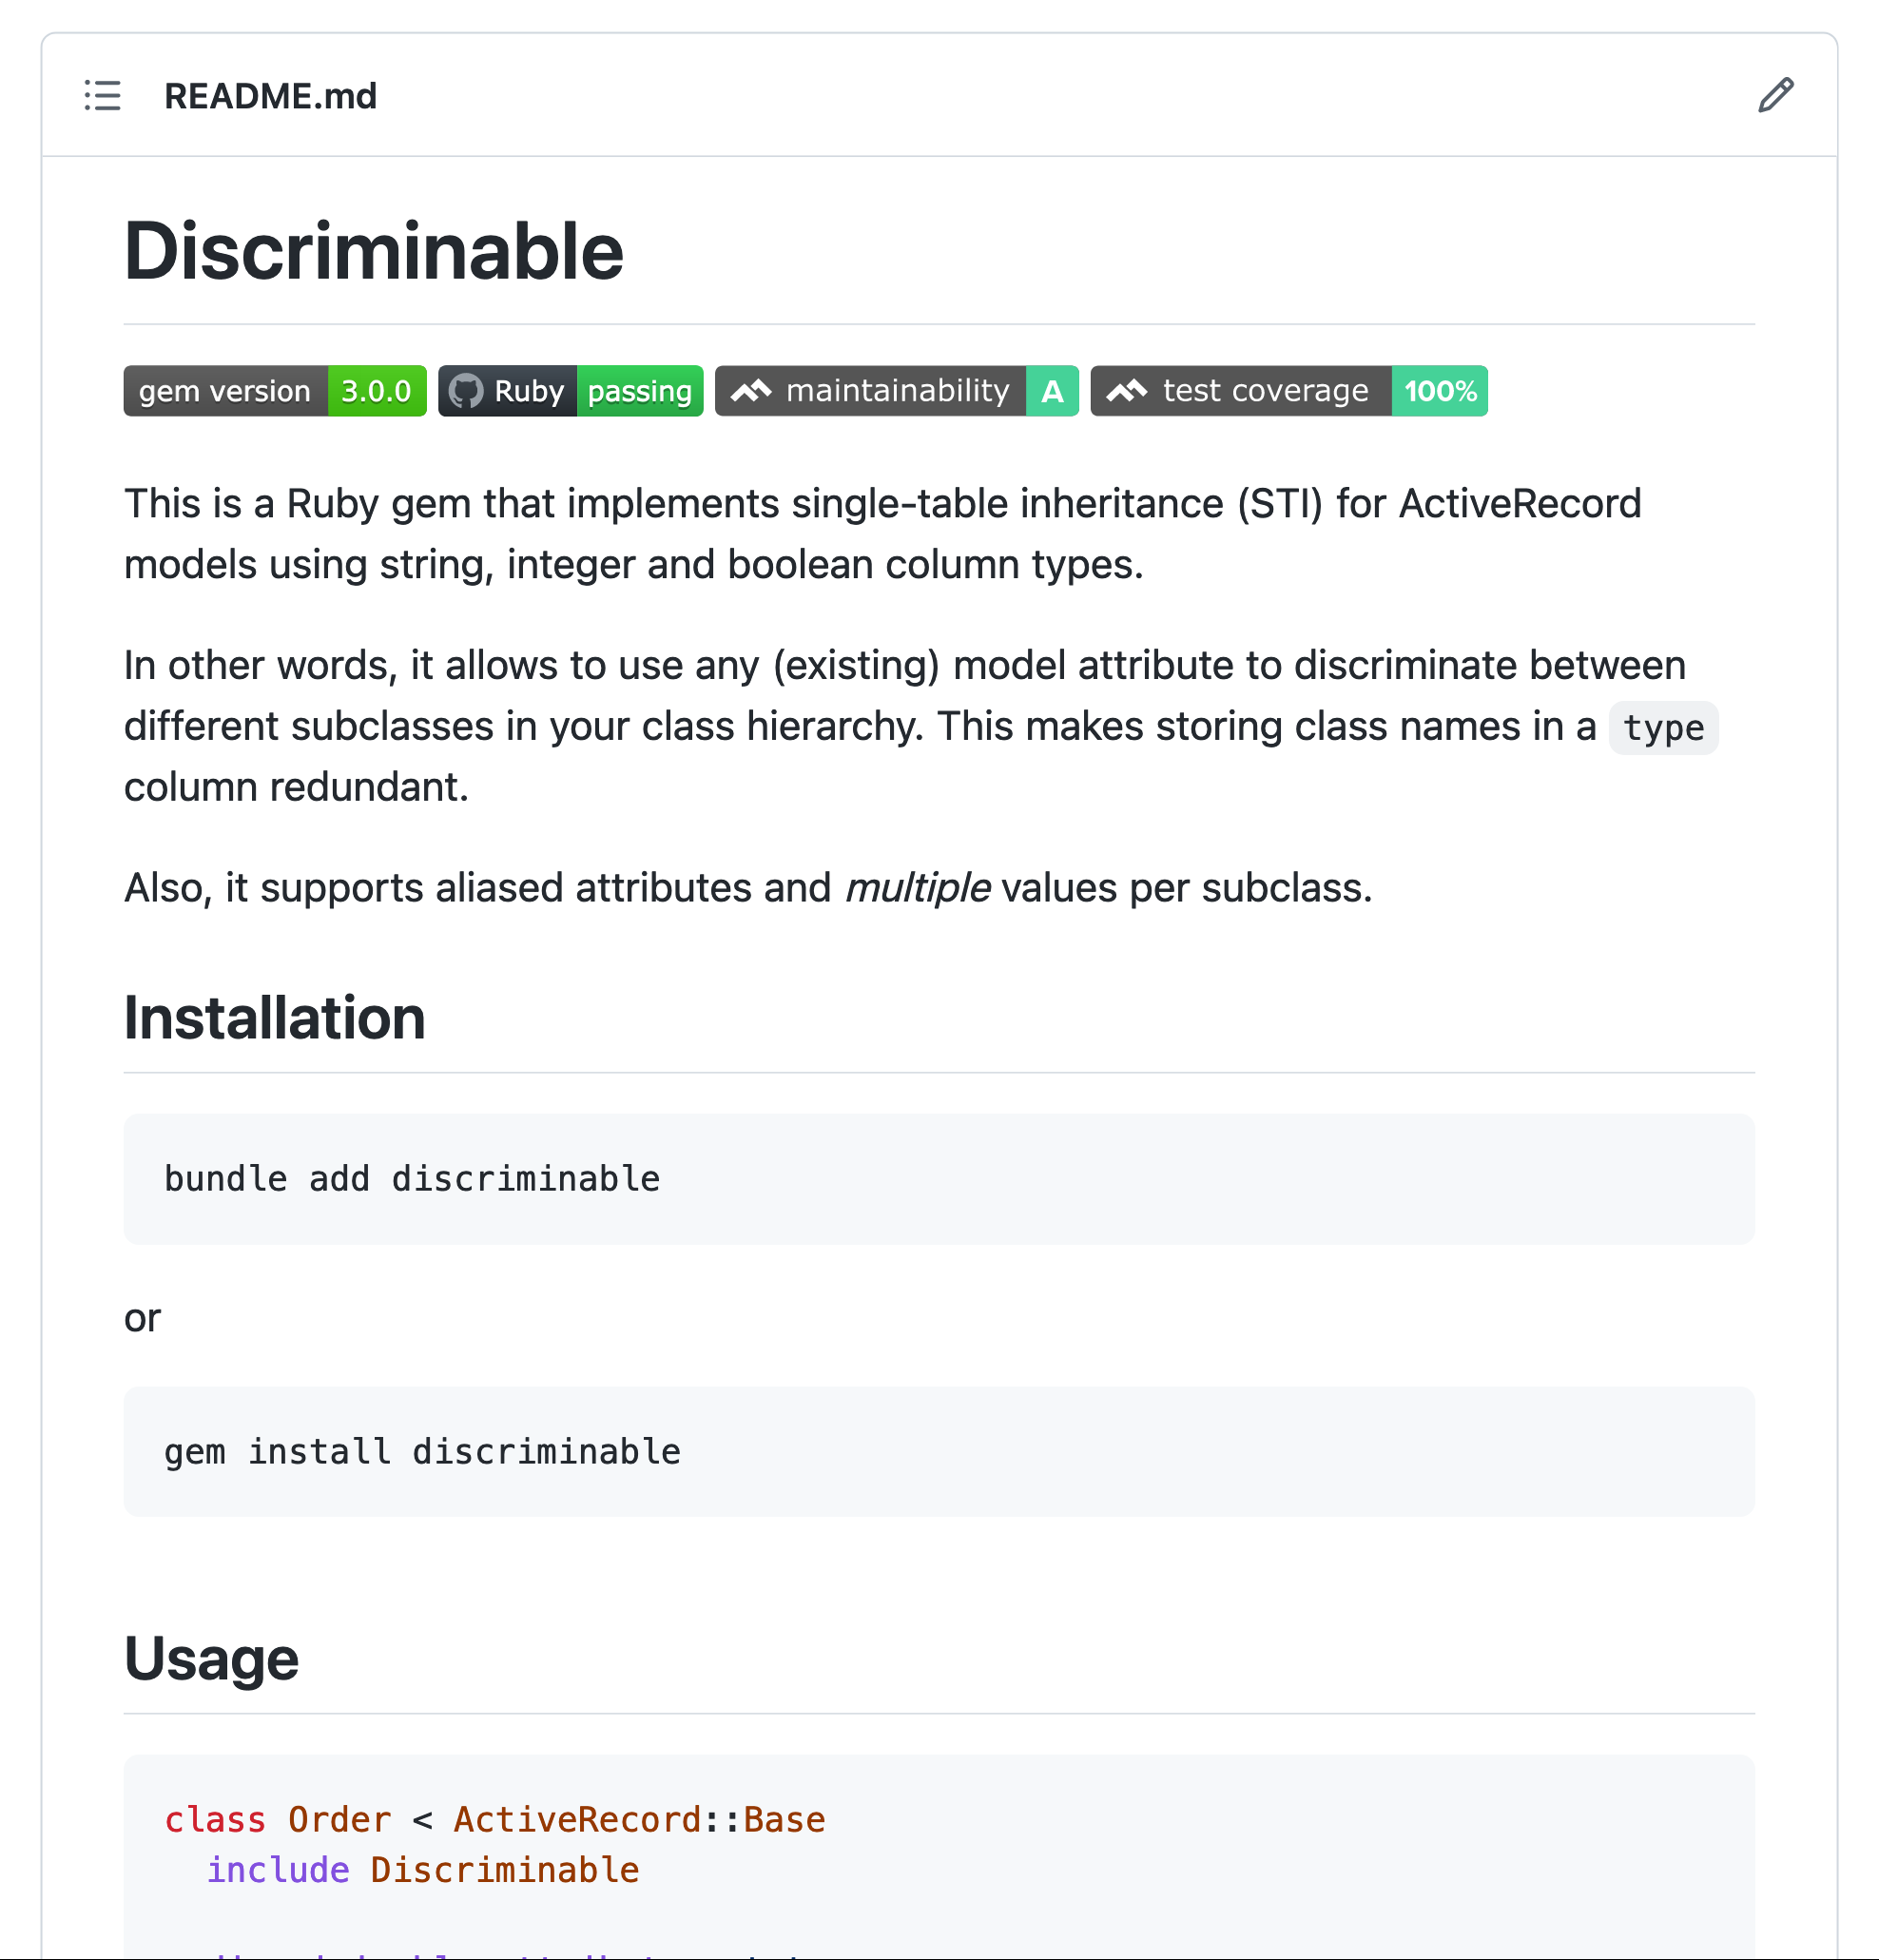 README.md
Discriminable
gem version 3.0.0 Ruby passing maintainability A test coverage 100%
This is a Ruby gem that implements single-table inheritance (STI) for ActiveRecord
models using string, integer and boolean column types.
In other words, it allows to use any (existing) model attribute to discriminate between
different subclasses in your class hierarchy. This makes storing class names in a type
column redundant.
Also, it supports aliased attributes and multiple values per subclass.
Installation
bundle add discriminable
or
gem install discriminable
Usage
class Order < ActiveRecord::Base
  include Discriminable